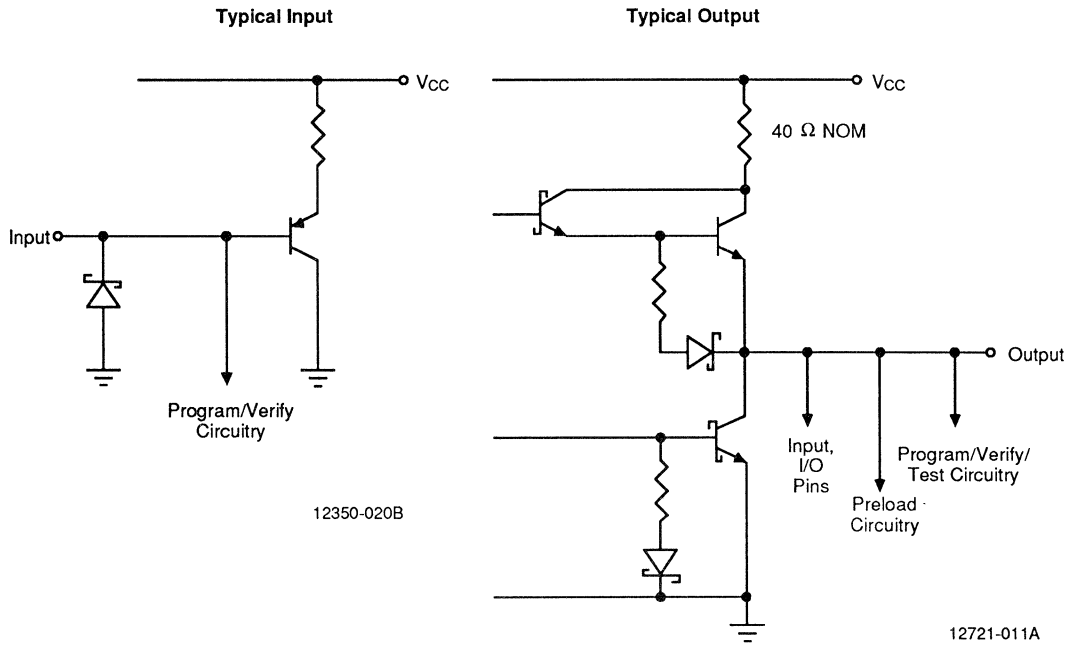 Typical Input
Typical Output
VCC
VCC
40 Ω NOM
Input
Output
Program/Verify
Circuitry
Input,
I/O
Pins
Program/Verify/
Test Circuitry
Preload
Circuitry
12350-020B
12721-011A